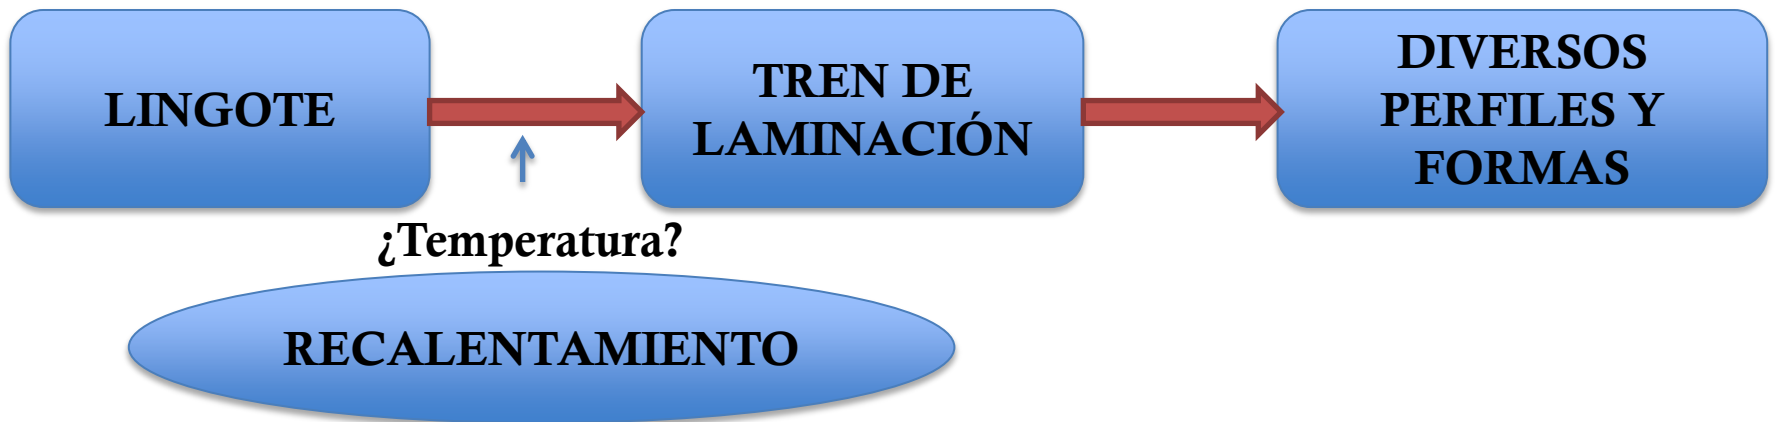 LINGOTE
TREN DE
LAMINACIÓN
DIVERSOS
PERFILES Y
FORMAS
¿Temperatura?
RECALENTAMIENTO